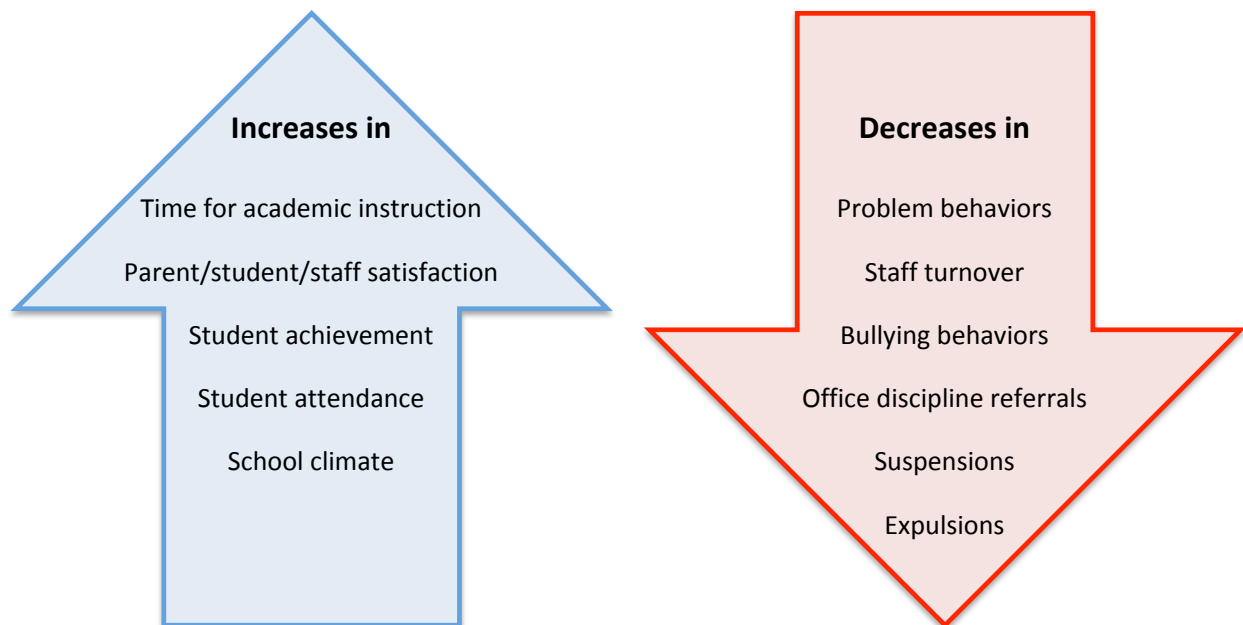 Increases in
Time for academic instruction
Parent/student/staff satisfaction
Student achievement
Student attendance
School climate
Decreases in
Problem behaviors
Staff turnover
Bullying behaviors
Office discipline referrals
Suspensions
Expulsions